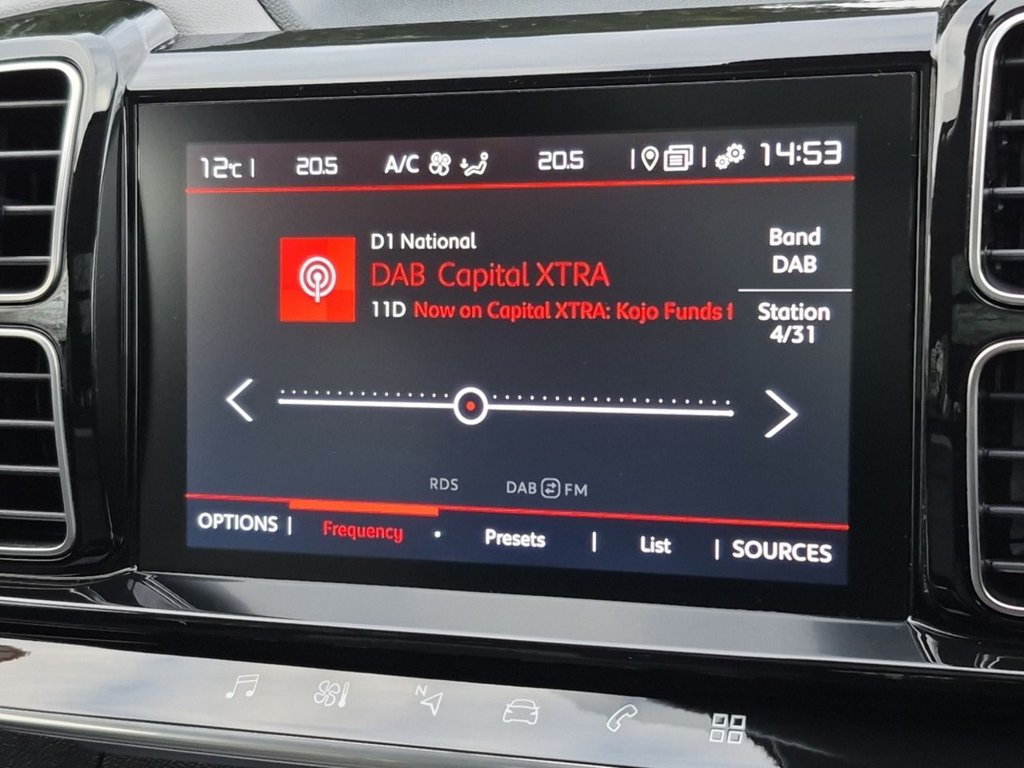 12°C 20.5 A/C 20.5 14:53
D1 National
DAB Capital XTRA
11D Now on Capital XTRA: Kojo Funds f
Band
DAB
Station
4/31
RDS DAB FM
OPTIONS Frequency Presets List SOURCES
N